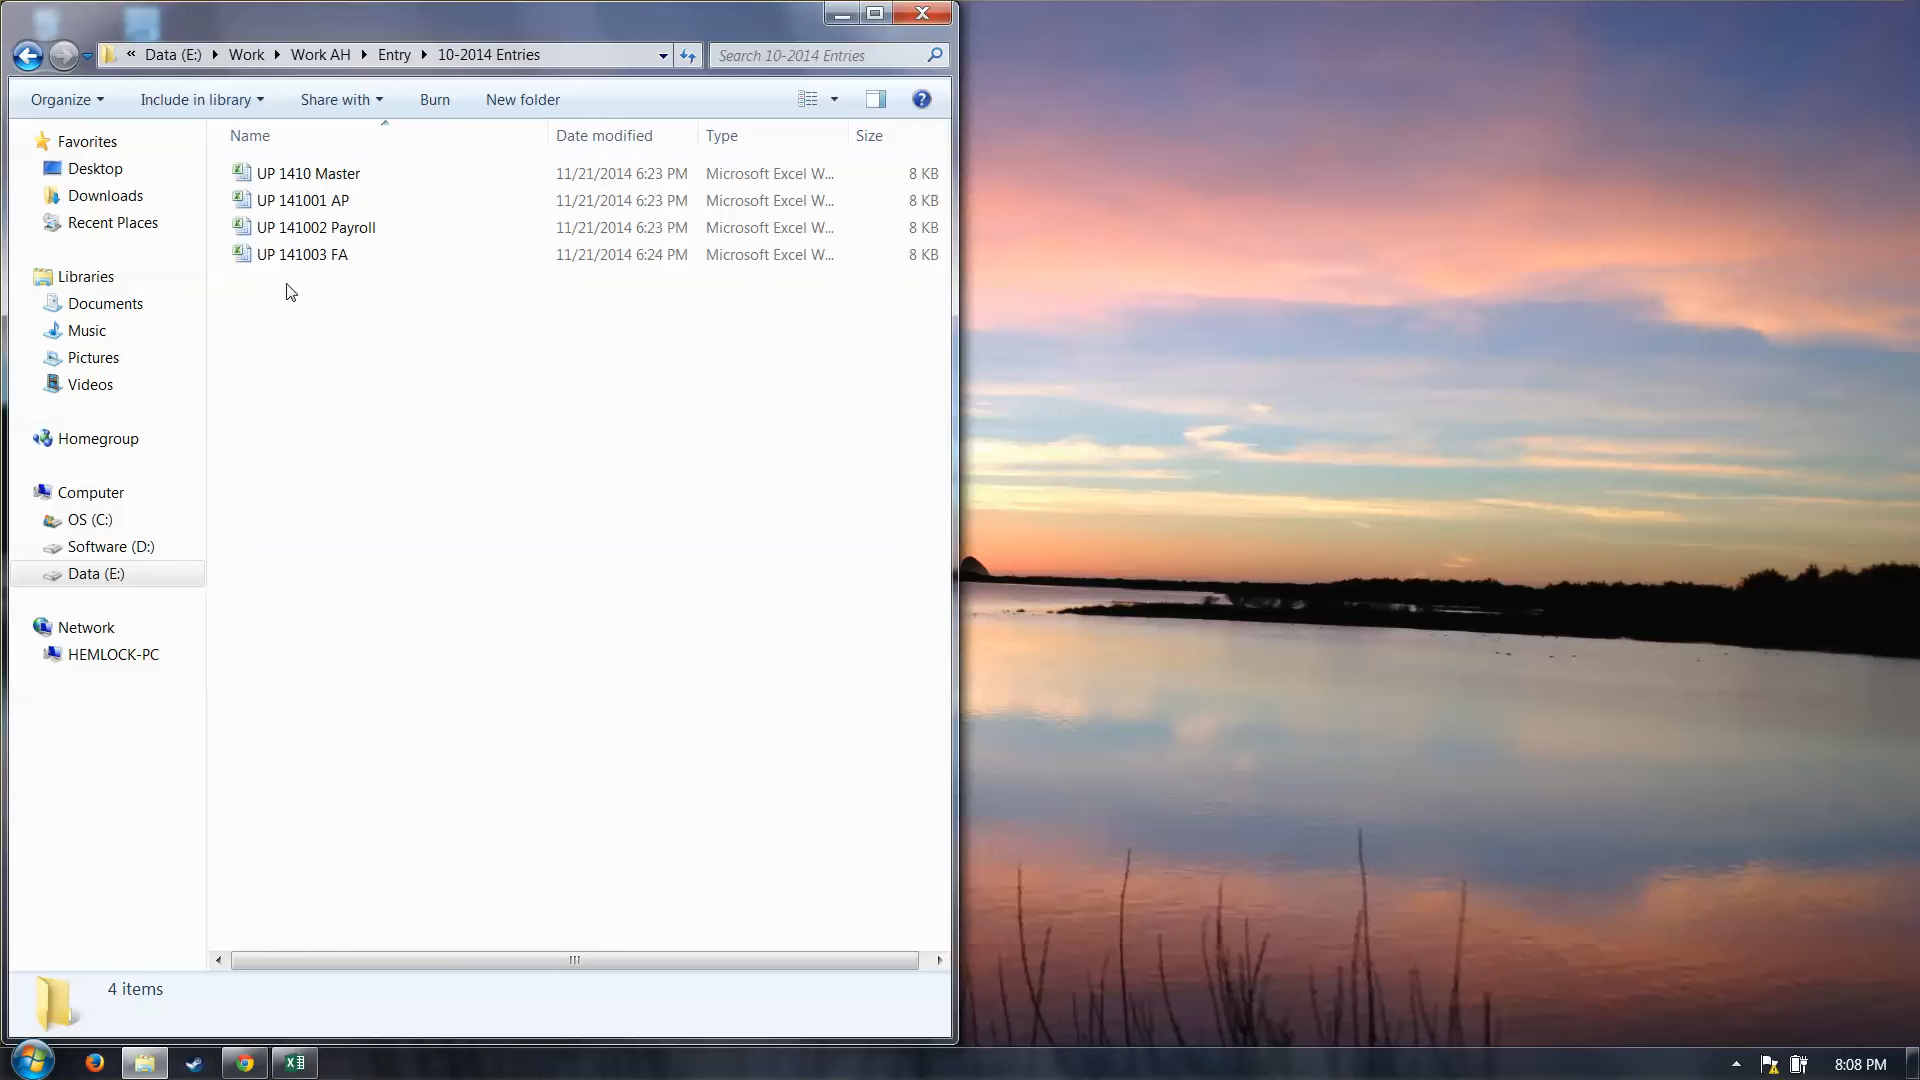 « Data (E:) Work Work AH Entry 10-2014 Entries
Search 10-2014 Entries
Organize Include in library Share with Burn New folder
Name Date modified Type Size
UP 1410 Master 11/21/2014 6:23 PM Microsoft Excel W... 8 KB
UP 141001 AP 11/21/2014 6:23 PM Microsoft Excel W... 8 KB
UP 141002 Payroll 11/21/2014 6:23 PM Microsoft Excel W... 8 KB
UP 141003 FA 11/21/2014 6:24 PM Microsoft Excel W... 8 KB
Favorites
Desktop
Downloads
Recent Places
Libraries
Documents
Music
Pictures
Videos
Homegroup
Computer
OS (C:)
Software (D:)
Data (E:)
Network
HEMLOCK-PC
4 items
8:08 PM